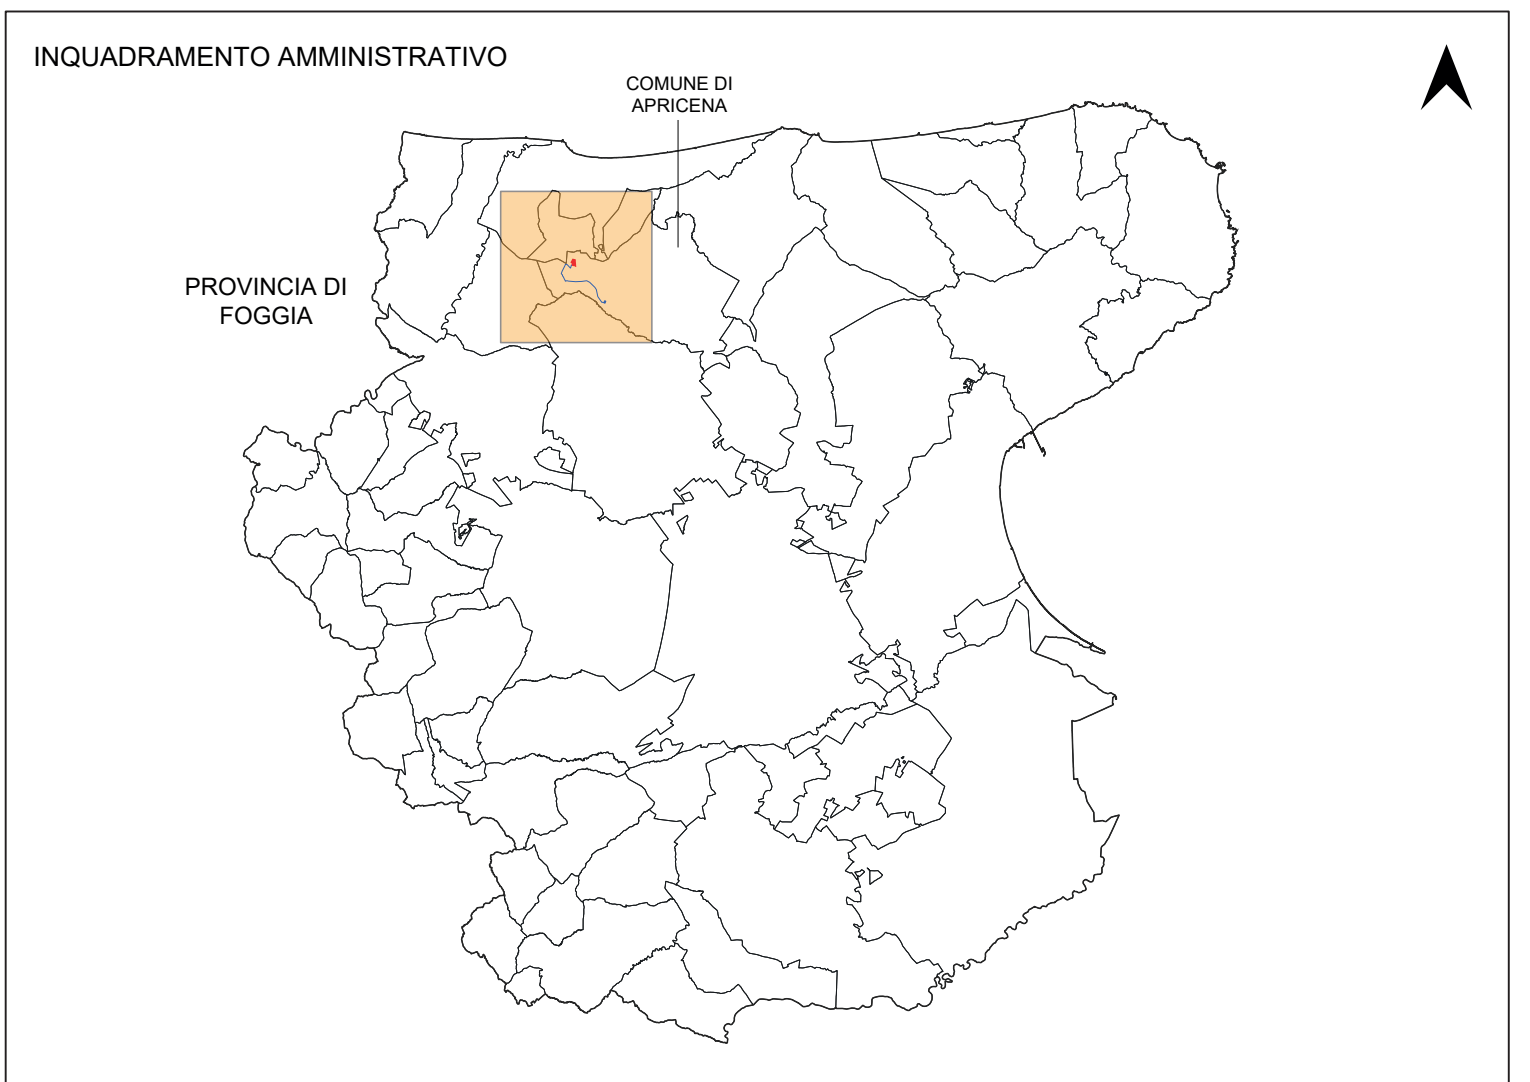 INQUADRAMENTO AMMINISTRATIVO
COMUNE DI
APRICENA
PROVINCIA DI
FOGGIA